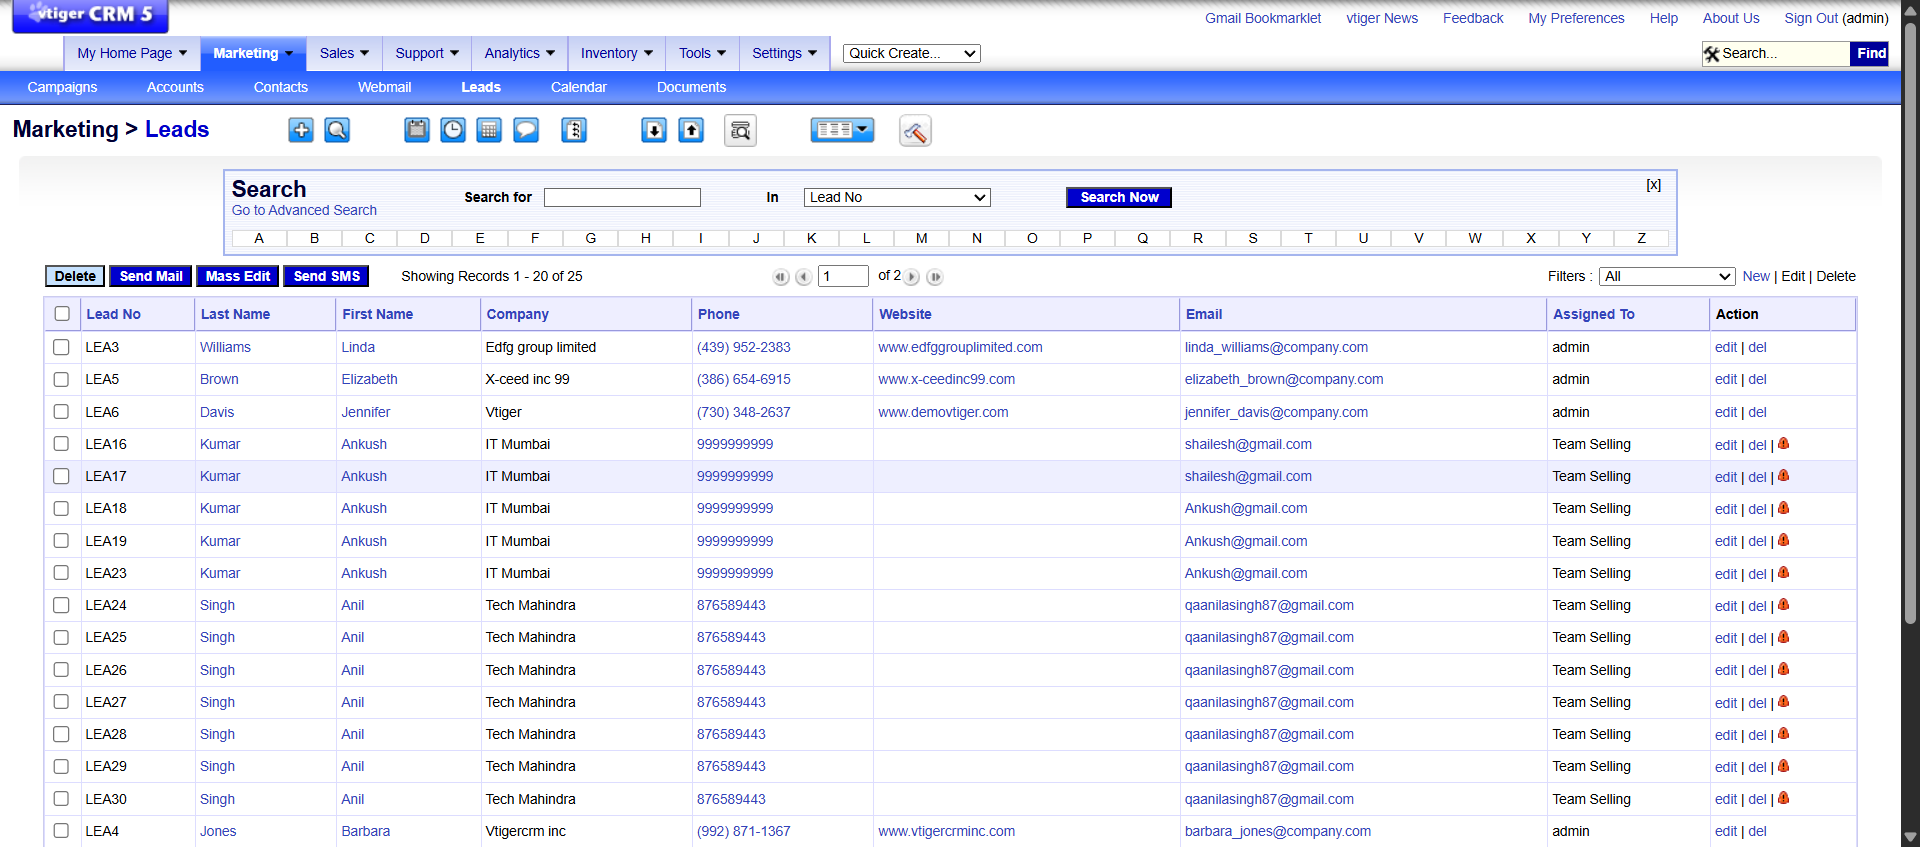 vtiger CRM 5
Gmail Bookmarklet vtiger News Feedback My Preferences Help About Us Sign Out (admin)
My Home Page Marketing Sales Support Analytics Inventory Tools Settings Quick Create... Search... Find
Campaigns Accounts Contacts Webmail Leads Calendar Documents
Marketing > Leads
Search Search for In Lead No Search Now [x]
Go to Advanced Search
A B C D E F G H I J K L M N O P Q R S T U V W X Y Z
Delete Send Mail Mass Edit Send SMS Showing Records 1 - 20 of 25 1 of 2 Filters : All New | Edit | Delete
Lead No Last Name First Name Company Phone Website Email Assigned To Action
LEA3 Williams Linda Edfg group limited (439) 952-2383 www.edfggrouplimited.com linda_williams@company.com admin edit | del
LEA5 Brown Elizabeth X-ceed inc 99 (386) 654-6915 www.x-ceedinc99.com elizabeth_brown@company.com admin edit | del
LEA6 Davis Jennifer Vtiger (730) 348-2637 www.demovtiger.com jennifer_davis@company.com admin edit | del
LEA16 Kumar Ankush IT Mumbai 9999999999 shailesh@gmail.com Team Selling edit | del |
LEA17 Kumar Ankush IT Mumbai 9999999999 shailesh@gmail.com Team Selling edit | del |
LEA18 Kumar Ankush IT Mumbai 9999999999 Ankush@gmail.com Team Selling edit | del |
LEA19 Kumar Ankush IT Mumbai 9999999999 Ankush@gmail.com Team Selling edit | del |
LEA23 Kumar Ankush IT Mumbai 9999999999 Ankush@gmail.com Team Selling edit | del |
LEA24 Singh Anil Tech Mahindra 876589443 qaanilasingh87@gmail.com Team Selling edit | del |
LEA25 Singh Anil Tech Mahindra 876589443 qaanilasingh87@gmail.com Team Selling edit | del |
LEA26 Singh Anil Tech Mahindra 876589443 qaanilasingh87@gmail.com Team Selling edit | del |
LEA27 Singh Anil Tech Mahindra 876589443 qaanilasingh87@gmail.com Team Selling edit | del |
LEA28 Singh Anil Tech Mahindra 876589443 qaanilasingh87@gmail.com Team Selling edit | del |
LEA29 Singh Anil Tech Mahindra 876589443 qaanilasingh87@gmail.com Team Selling edit | del |
LEA30 Singh Anil Tech Mahindra 876589443 qaanilasingh87@gmail.com Team Selling edit | del |
LEA4 Jones Barbara Vtigercrm inc (992) 871-1367 www.vtigercrminc.com barbara_jones@company.com admin edit | del